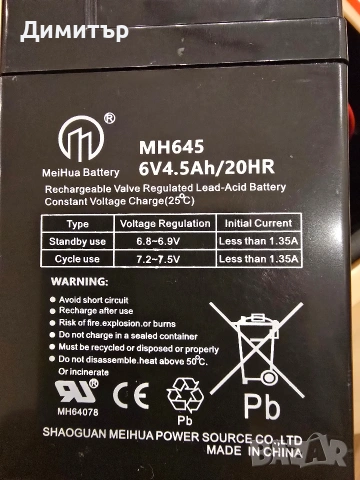 Димитър
®
MeiHua Battery
MH645
6V4.5Ah/20HR
Rechargeable Valve Regulated Lead-Acid Battery
Constant Voltage Charge(25℃)
Type Voltage Regulation Initial Current
Standby use 6.8~6.9V Less than 1.35A
Cycle use 7.2~7.5V Less than 1.35A
WARNING:
Avoid short circuit
Recharge after use
Risk of fire.explosion.or burns
Do not charge in a sealed container
Must be recycled or disposed or properly
Do not disassemble.heat above 50℃.
Or incinerate
®
MH64078
Pb
Pb
SHAOGUAN MEIHUA POWER SOURCE CO.,LTD
MADE IN CHINA
BAZAR